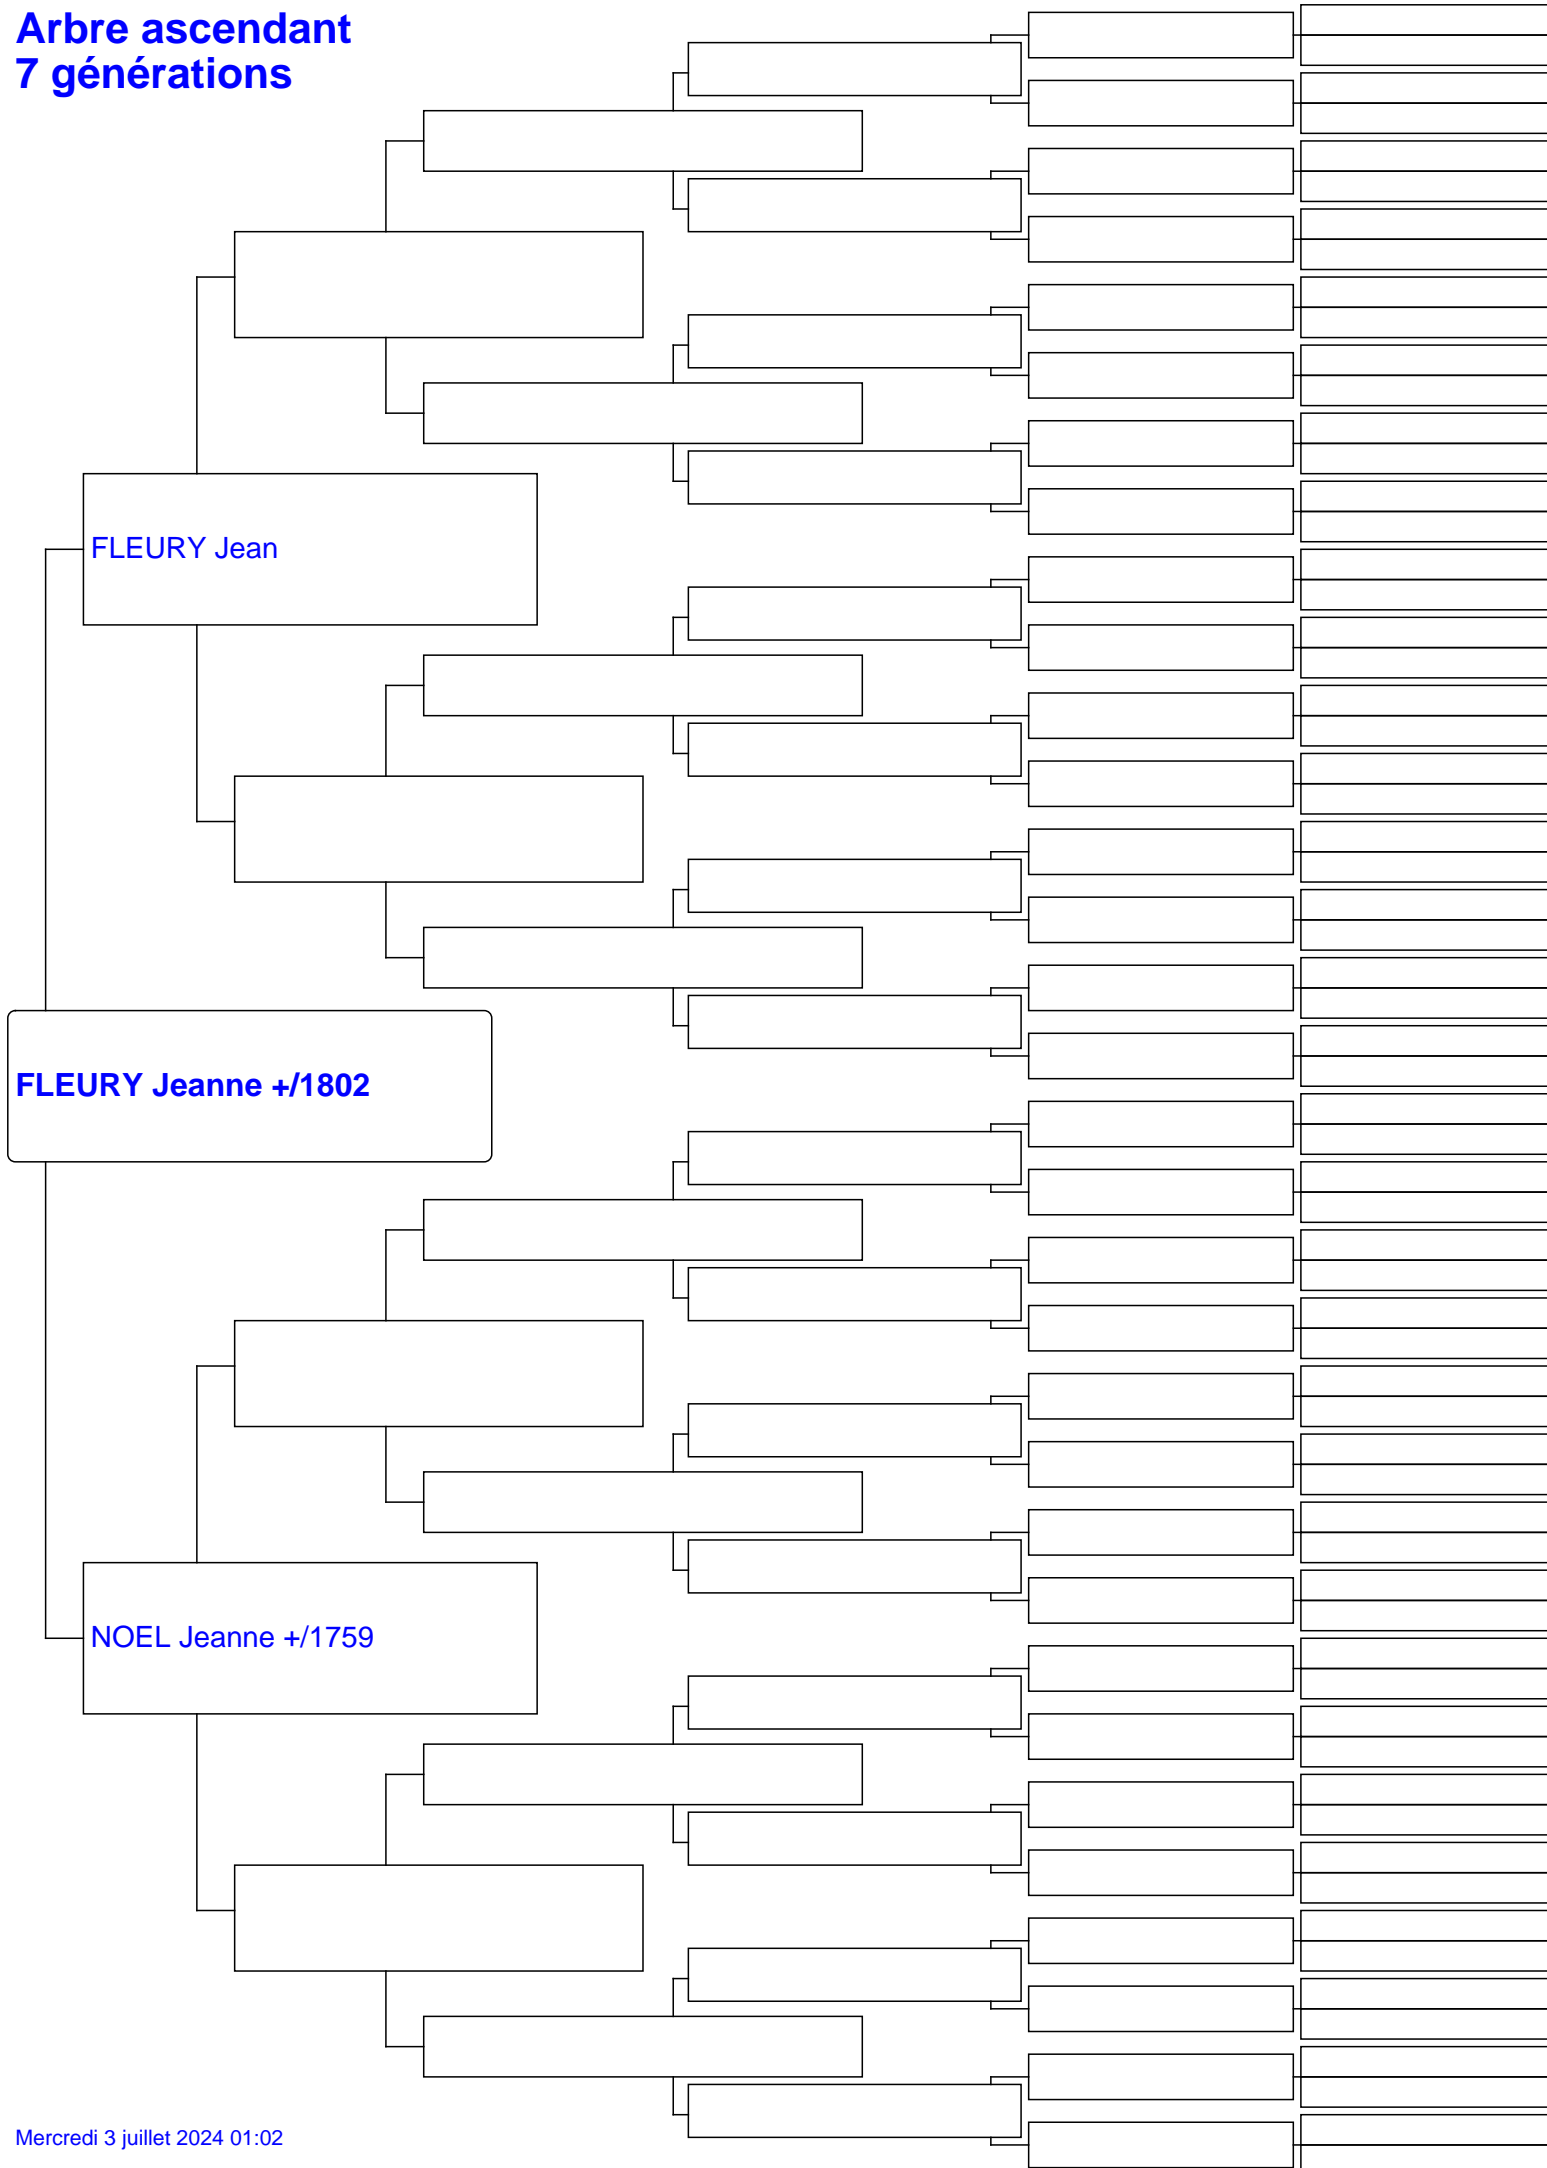 Arbre ascendant
7 générations
FLEURY Jean
FLEURY Jeanne +/1802
NOEL Jeanne +/1759
Mercredi 3 juillet 2024 01:02